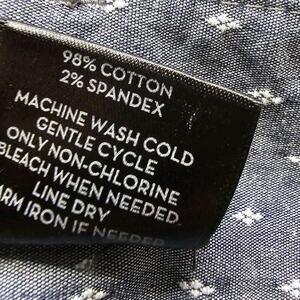 98% COTTON
2% SPANDEX
MACHINE WASH COLD
GENTLE CYCLE
ONLY NON-CHLORINE
BLEACH WHEN NEEDED.
LINE DRY
ARM IRON IF NEEDED